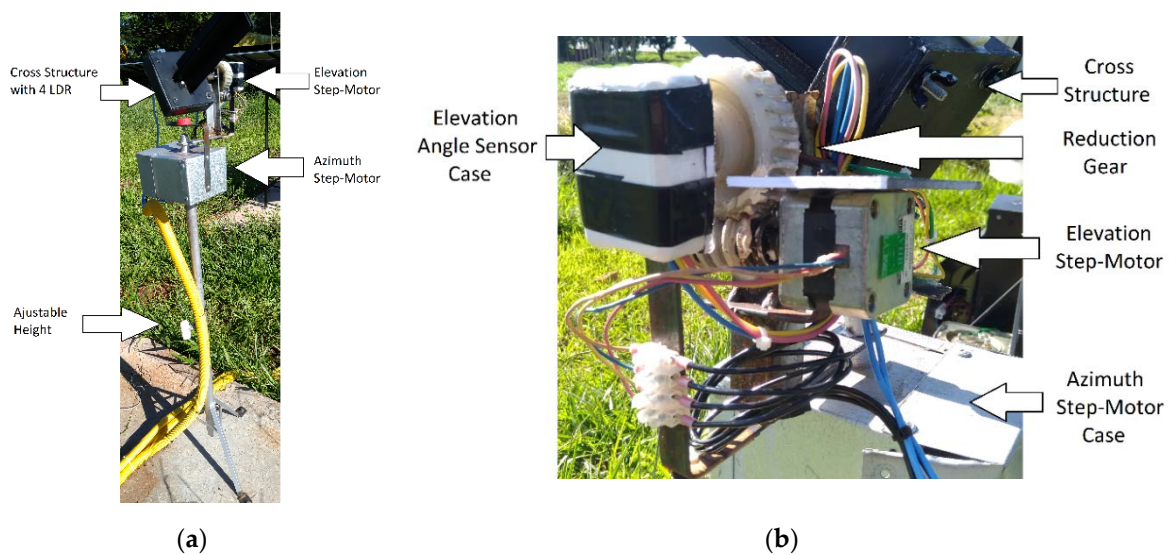 Cross Structure
with 4 LDR
Elevation
Step-Motor
Azimuth
Step-Motor
Ajustable
Height
(a)
Elevation
Angle Sensor
Case
Cross
Structure
Reduction
Gear
Elevation
Step-Motor
Azimuth
Step-Motor
Case
(b)